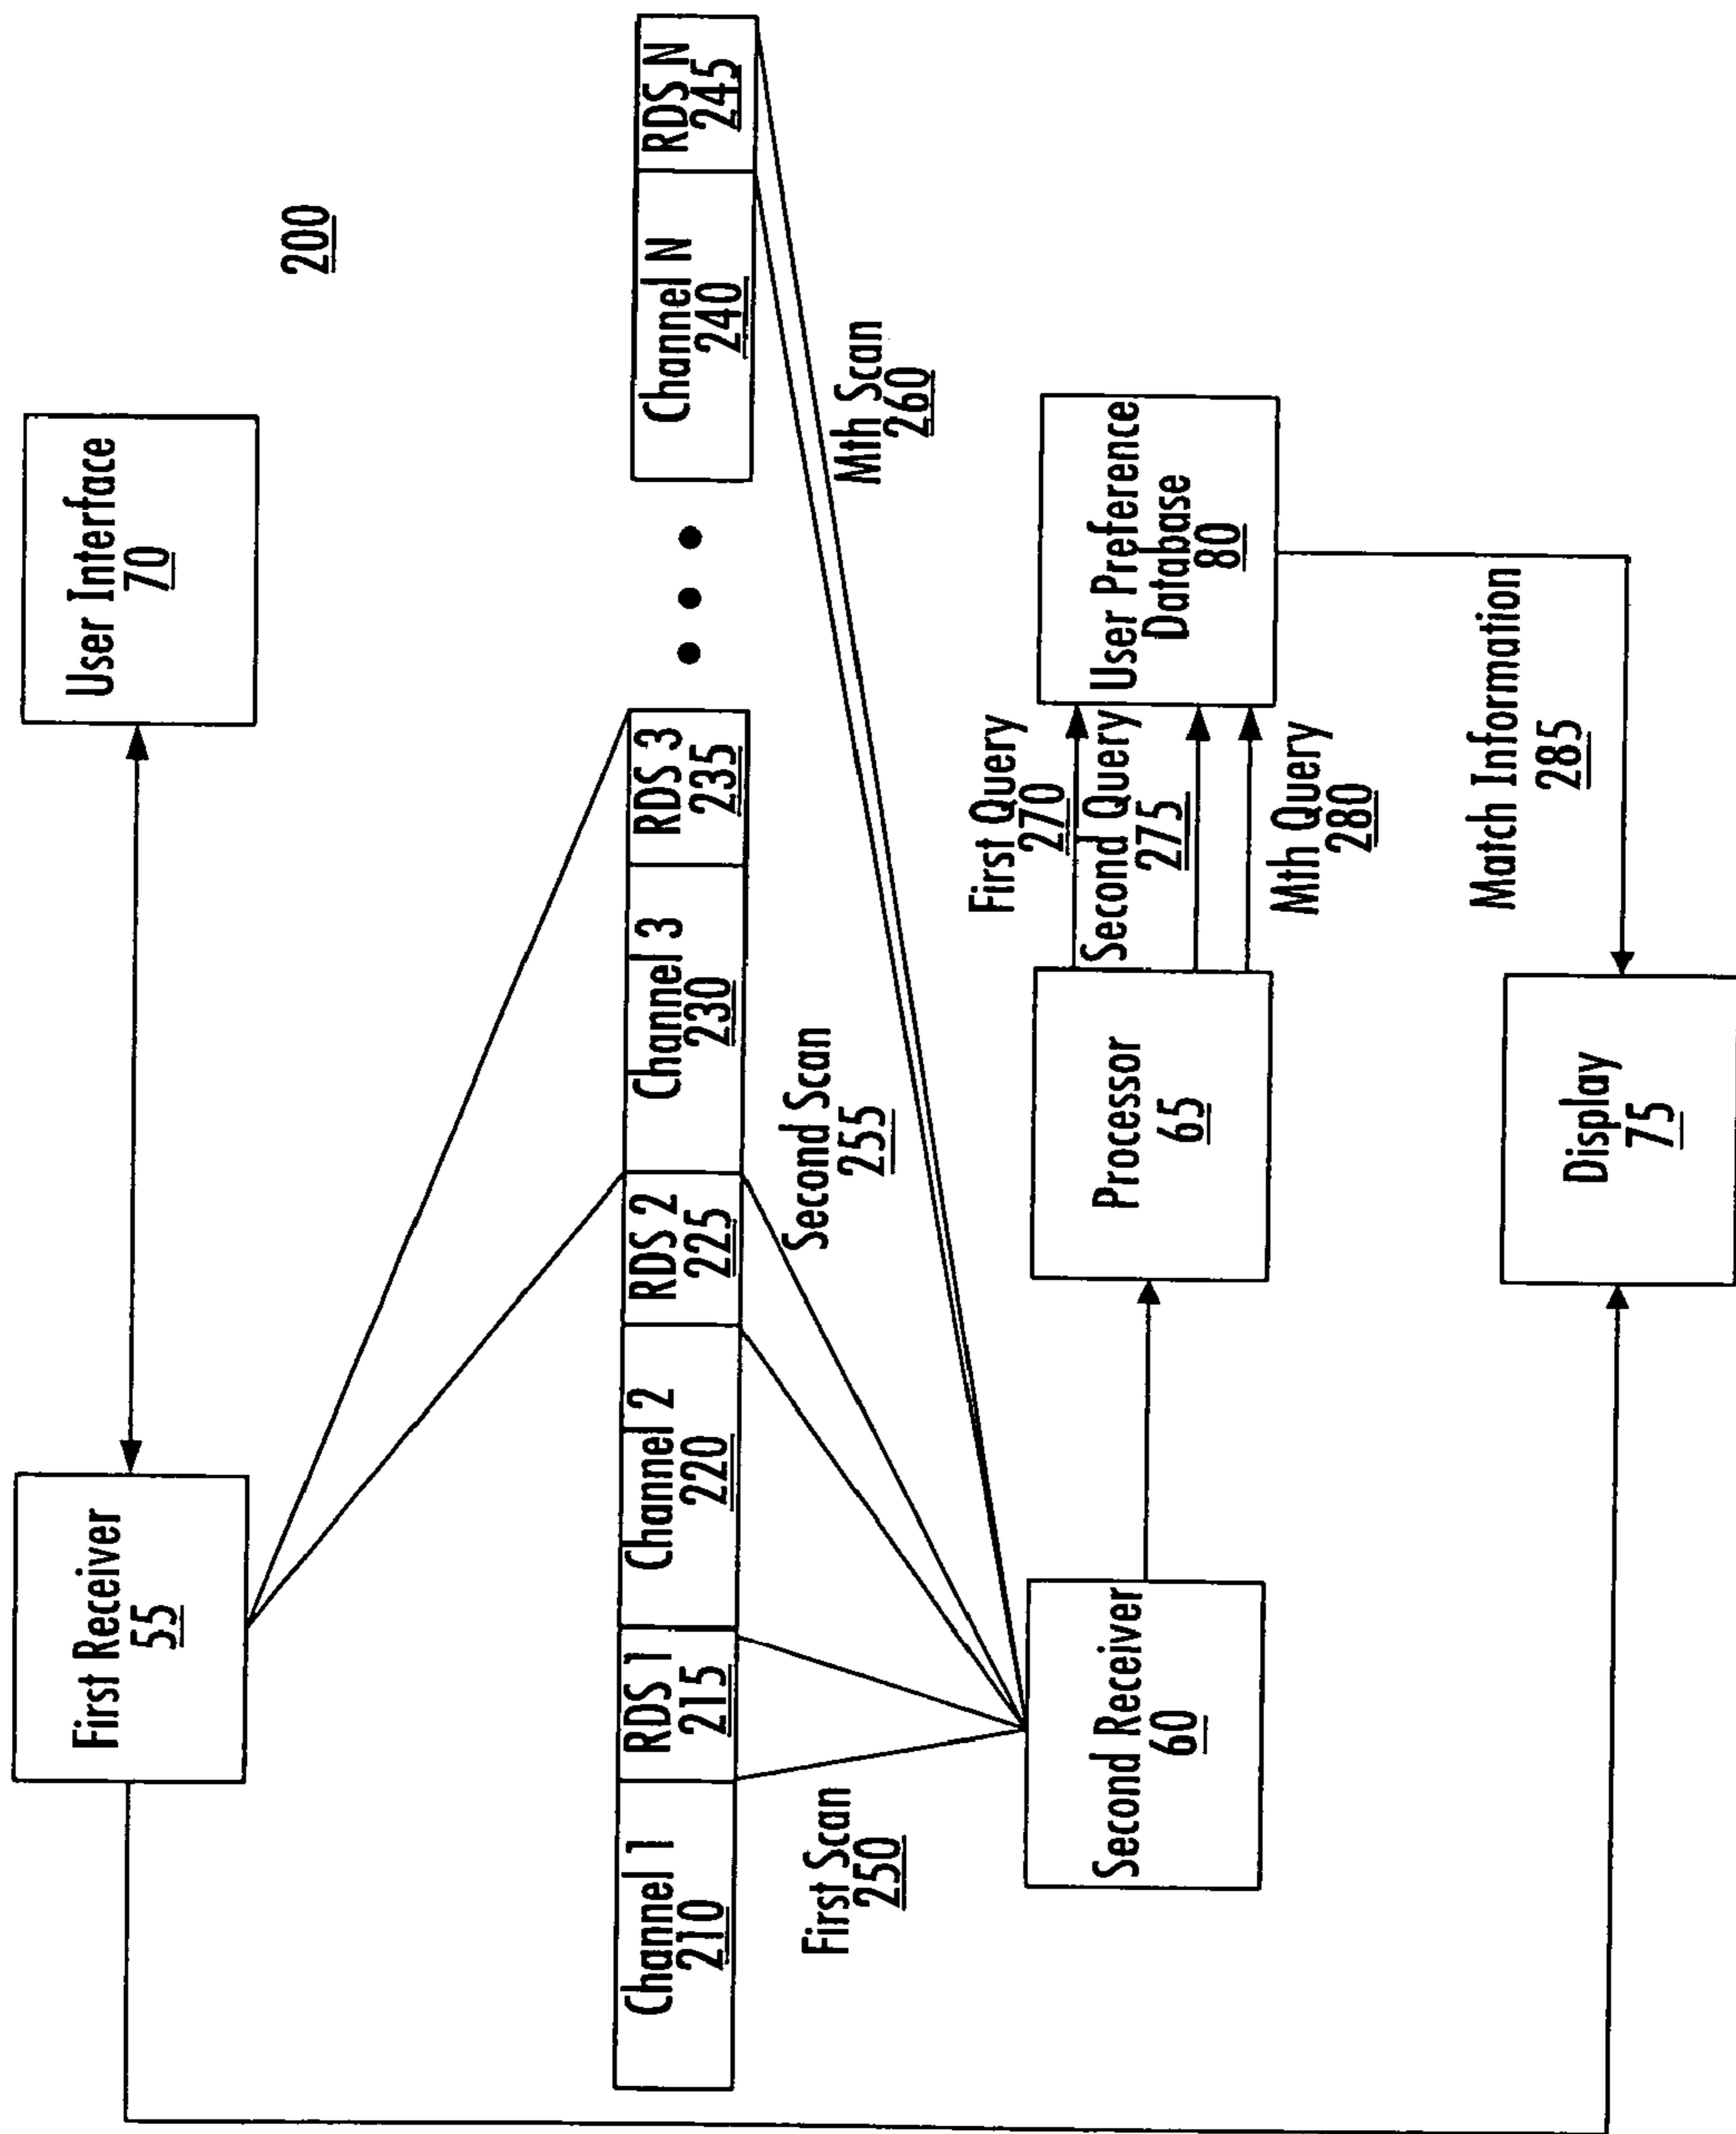 200
First Receiver
55
User Interface
70
Channel 1
210
RDS 1
215
Channel 2
220
RDS 2
225
Channel 3
230
RDS 3
235
Channel N
240
RDS N
245
First Scan
250
Second Scan
255
Mth Scan
260
Second Receiver
60
Processor
65
First Query
270
Second Query
275
Mth Query
280
User Preference
Database
80
Match Information
285
Display
75